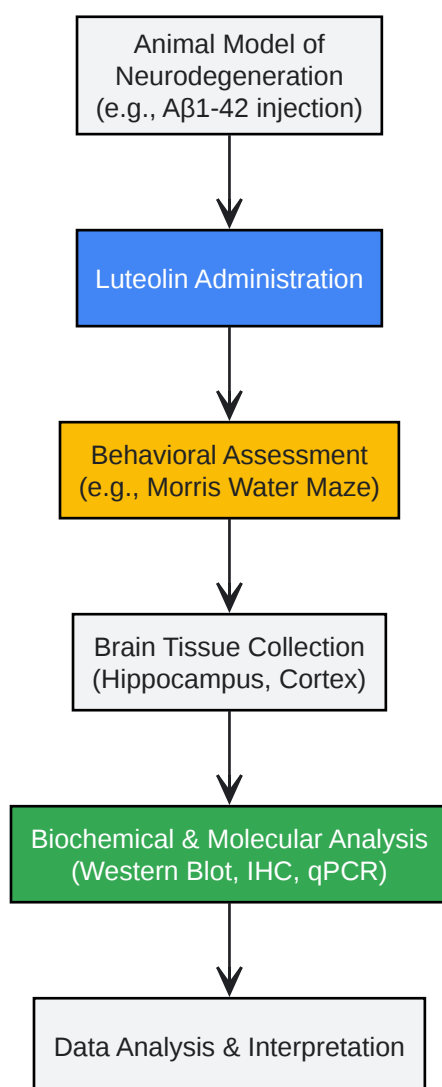 Animal Model of
Neurodegeneration
(e.g., Aβ1-42 injection)
Luteolin Administration
Behavioral Assessment
(e.g., Morris Water Maze)
Brain Tissue Collection
(Hippocampus, Cortex)
Biochemical & Molecular Analysis
(Western Blot, IHC, qPCR)
Data Analysis & Interpretation